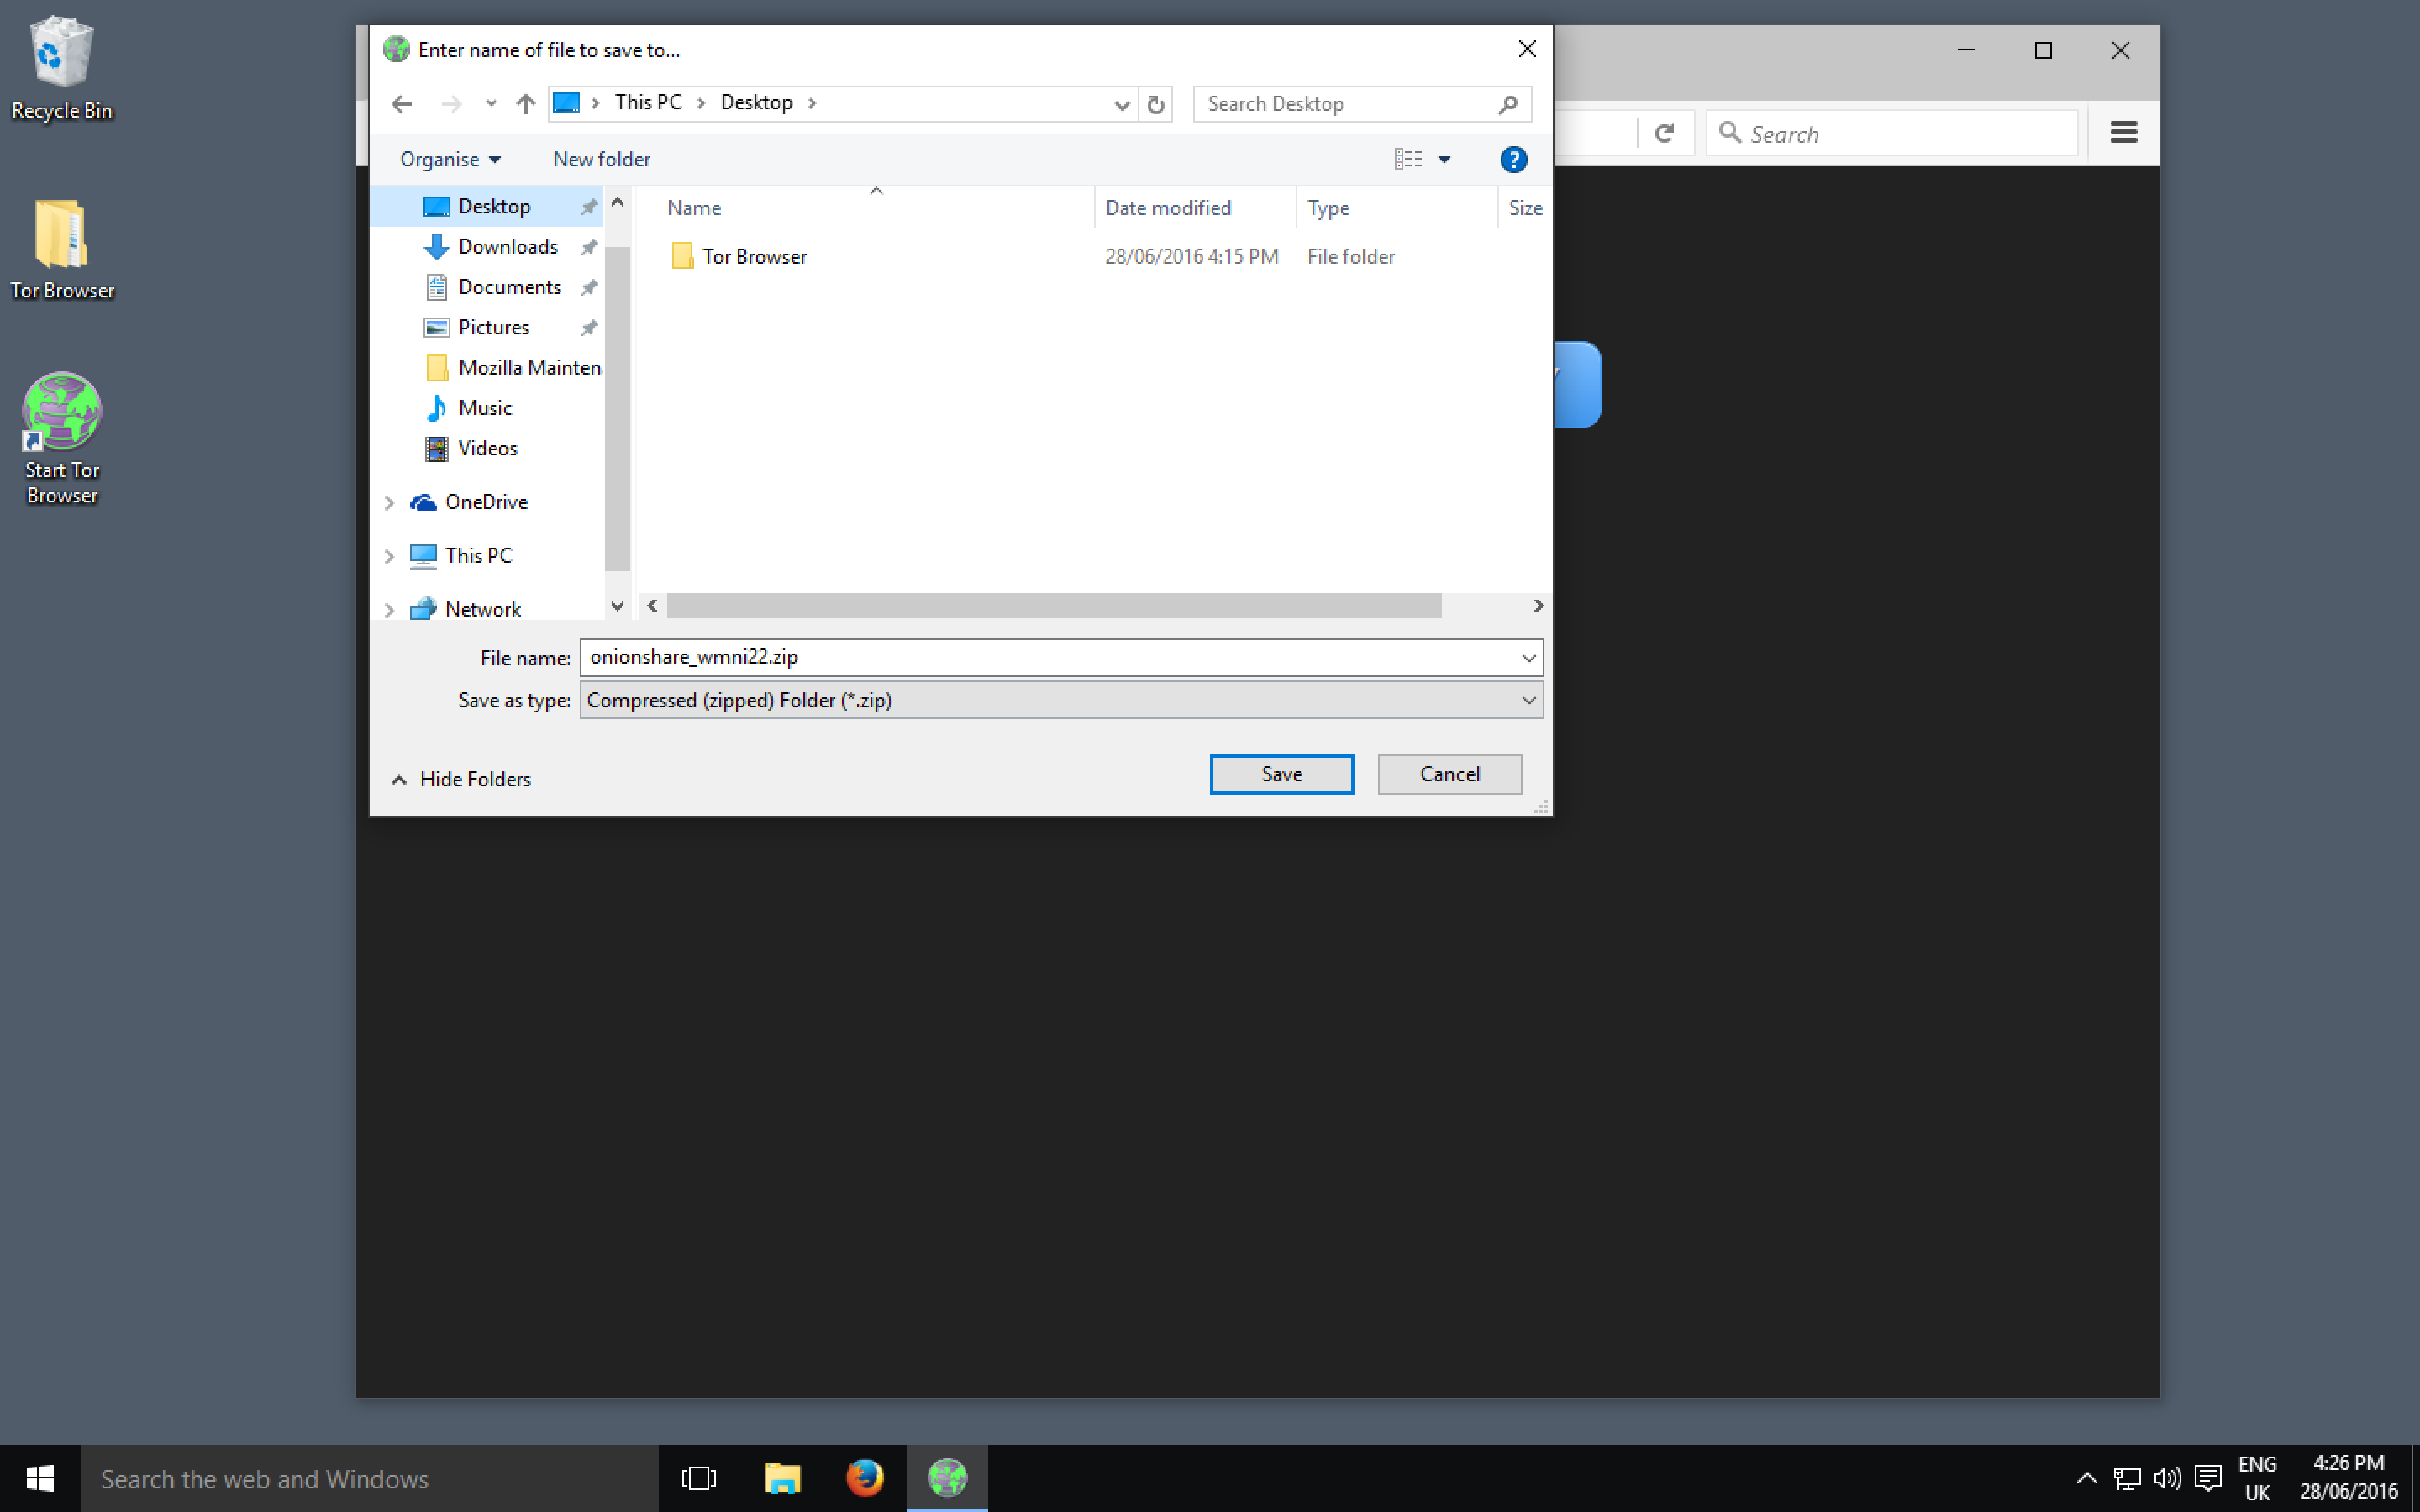 Recycle Bin
Tor Browser
Start Tor
Browser
Enter name of file to save to...
This PC
Desktop
Search Desktop
Organise
New folder
Desktop
Downloads
Documents
Pictures
Mozilla Mainten
Music
Videos
OneDrive
This PC
Network
Name
Date modified
Type
Size
Tor Browser
28/06/2016 4:15 PM
File folder
File name:
onionshare_wmni22.zip
Save as type:
Compressed (zipped) Folder (*.zip)
Hide Folders
Save
Cancel
Search
Search the web and Windows
ENG
UK
4:26 PM
28/06/2016